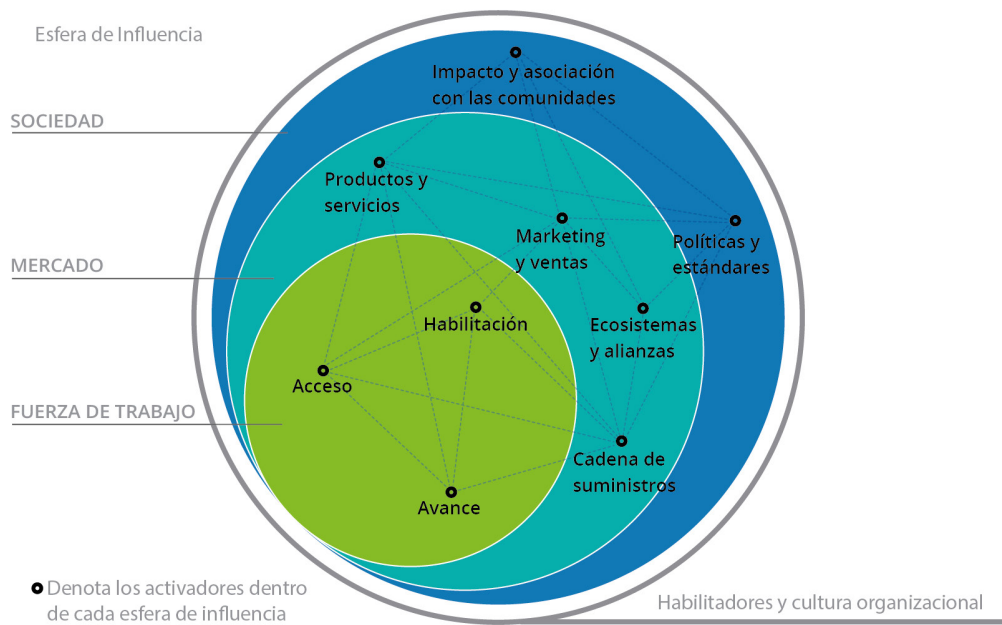 Esfera de Influencia
Impacto y asociación
con las comunidades
SOCIEDAD
Productos y
servicios
Marketing
y ventas
Políticas y
estándares
MERCADO
Habilitación
Ecosistemas
y alianzas
Acceso
FUERZA DE TRABAJO
Cadena de
suministros
Avance
Denota los activadores dentro
de cada esfera de influencia
Habilitadores y cultura organizacional